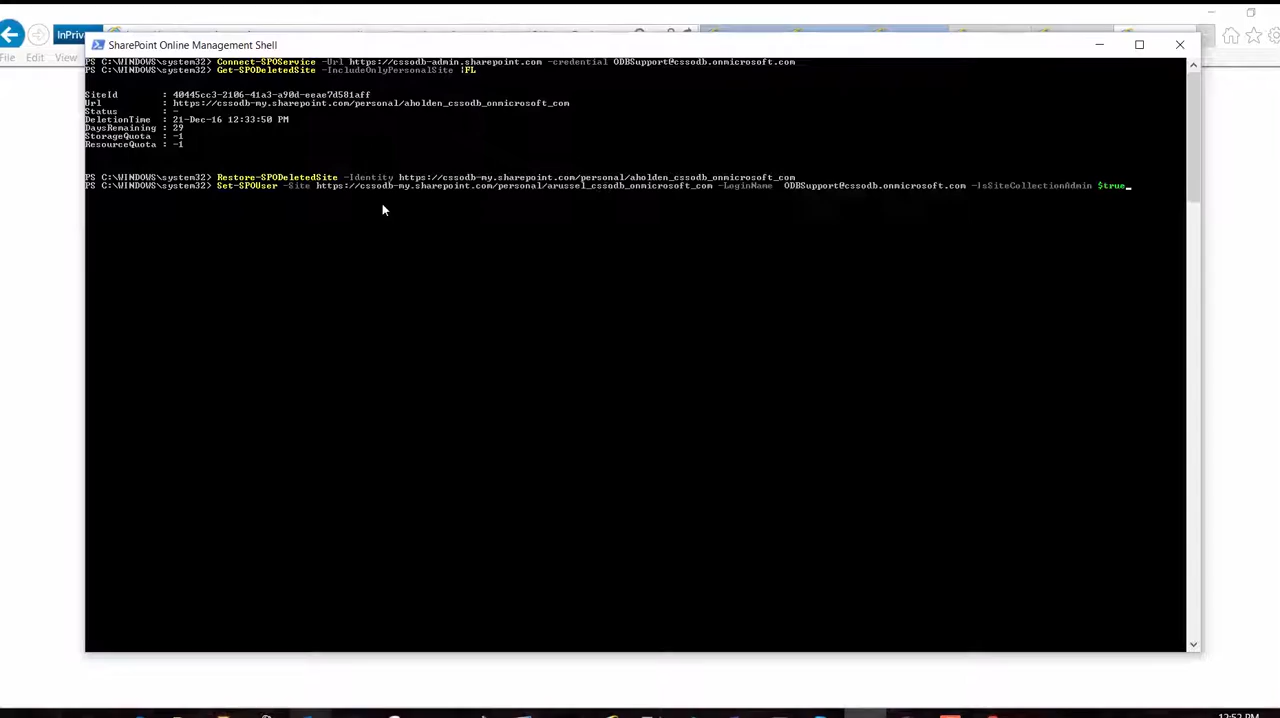 InPriv
File Edit View
SharePoint Online Management Shell
PS C:\WINDOWS\system32> Connect-SPOService -Url https://cssodb-admin.sharepoint.com -credential ODBSupport@cssodb.onmicrosoft.com
PS C:\WINDOWS\system32> Get-SPODeletedSite -IncludeOnlyPersonalSite |FL
SiteId : 40445cc3-2106-41a3-a90d-eeae7d581aff
Url : https://cssodb-my.sharepoint.com/personal/aholden_cssodb_onmicrosoft_com
Status : -
DeletionTime : 21-Dec-16 12:33:50 PM
DaysRemaining : 29
StorageQuota : -1
ResourceQuota : -1
PS C:\WINDOWS\system32> Restore-SPODeletedSite -Identity https://cssodb-my.sharepoint.com/personal/aholden_cssodb_onmicrosoft_com
PS C:\WINDOWS\system32> Set-SPOUser -Site https://cssodb-my.sharepoint.com/personal/arussel_cssodb_onmicrosoft_com -LoginName ODBSupport@cssodb.onmicrosoft.com -IsSiteCollectionAdmin $true_
12:52 PM